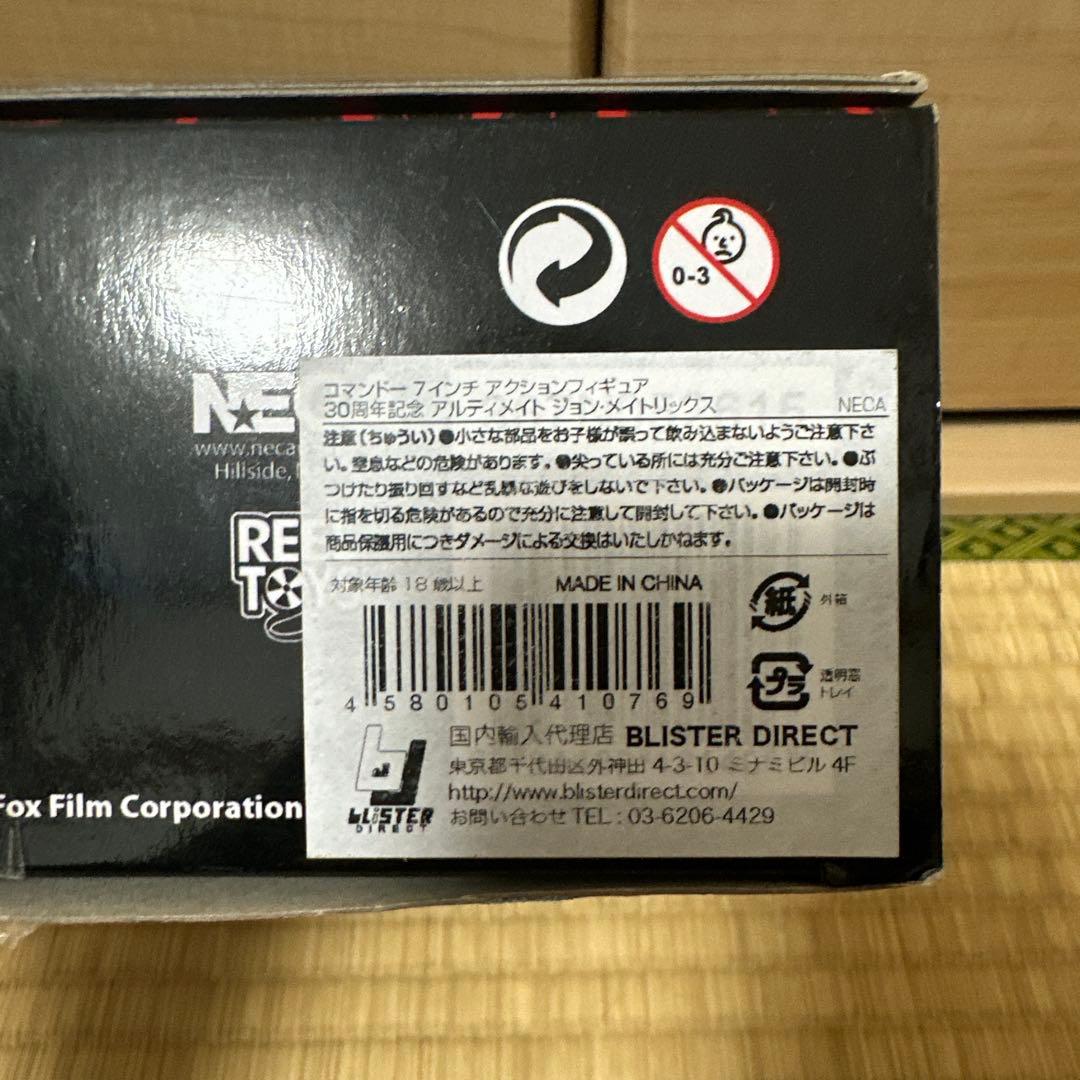 0-3
コマンドー 7インチ アクションフィギュア
30周年記念 アルティメイト ジョン・メイトリックス NECA
注意(ちゅうい)●小さな部品をお子様が誤って飲み込まないようご注意下さ
い。窒息などの危険があります。●尖っている所には充分ご注意下さい。●ぶ
つけたり振り回すなど乱暴な遊びをしないで下さい。●パッケージは開封時
に指を切る危険があるので充分に注意して開封して下さい。●パッケージは
商品保護用につきダメージによる交換はいたしかねます。
対象年齢 18 歳以上 MADE IN CHINA
紙 外箱
4 580105 410769
プラ 透明窓
トレイ
国内輸入代理店 BLISTER DIRECT
東京都千代田区外神田 4-3-10 ミナミビル 4F
http://www.blisterdirect.com/
お問い合わせ TEL : 03-6206-4429
BLISTER
DIRECT
NE
www.neca
Hillside,
RE
TO
Fox Film Corporation